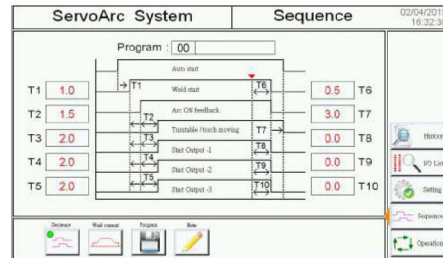 ServoArc System
Sequence
02/04/201
16:32:3
Program : 00
Auto start
T1
Weld start
T6
T1 1.0
0.5 T6
Arc ON feedback
T2 1.5
3.0 T7
T2
Turntable / torch moving
T7
T3 2.0
0.0 T8
T3
Start Output -1
T8
T4 2.0
0.0 T9
T4
Start Output -2
T9
T5 2.0
0.0 T10
T5
Start Output -3
T10
History
I/O List
Setting
Sequence
Operation
Sequence
Weld
Program
Note